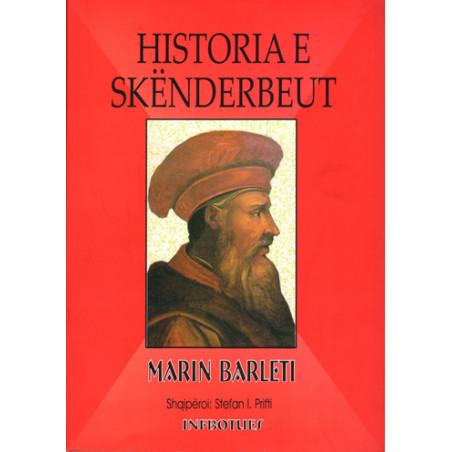 HISTORIA E
SKËNDERBEUT
MARIN BARLETI
Shqipëroi: Stefan I. Prifti
INFBOTUES